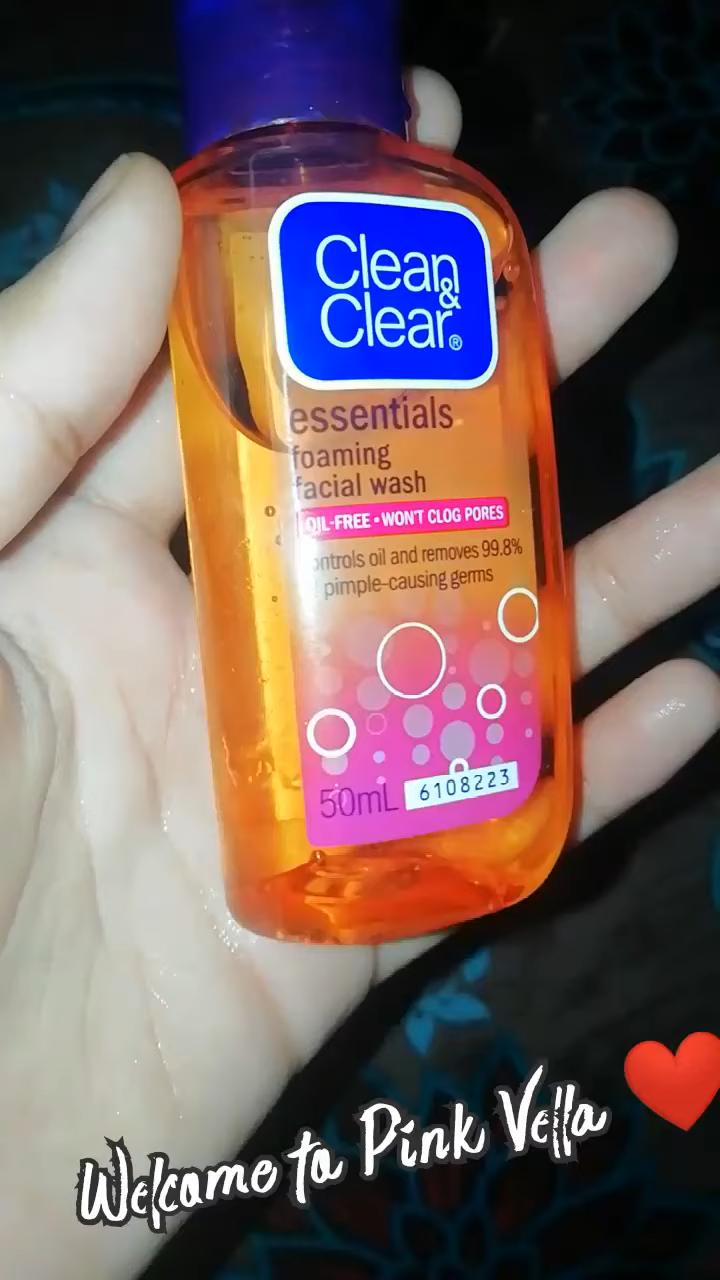 Clean
&
Clear®
essentials
foaming
facial wash
OIL-FREE • WON'T CLOG PORES
ontrols oil and removes 99.8%
pimple-causing germs
50mL 6108223
Welcome to Pink Vella